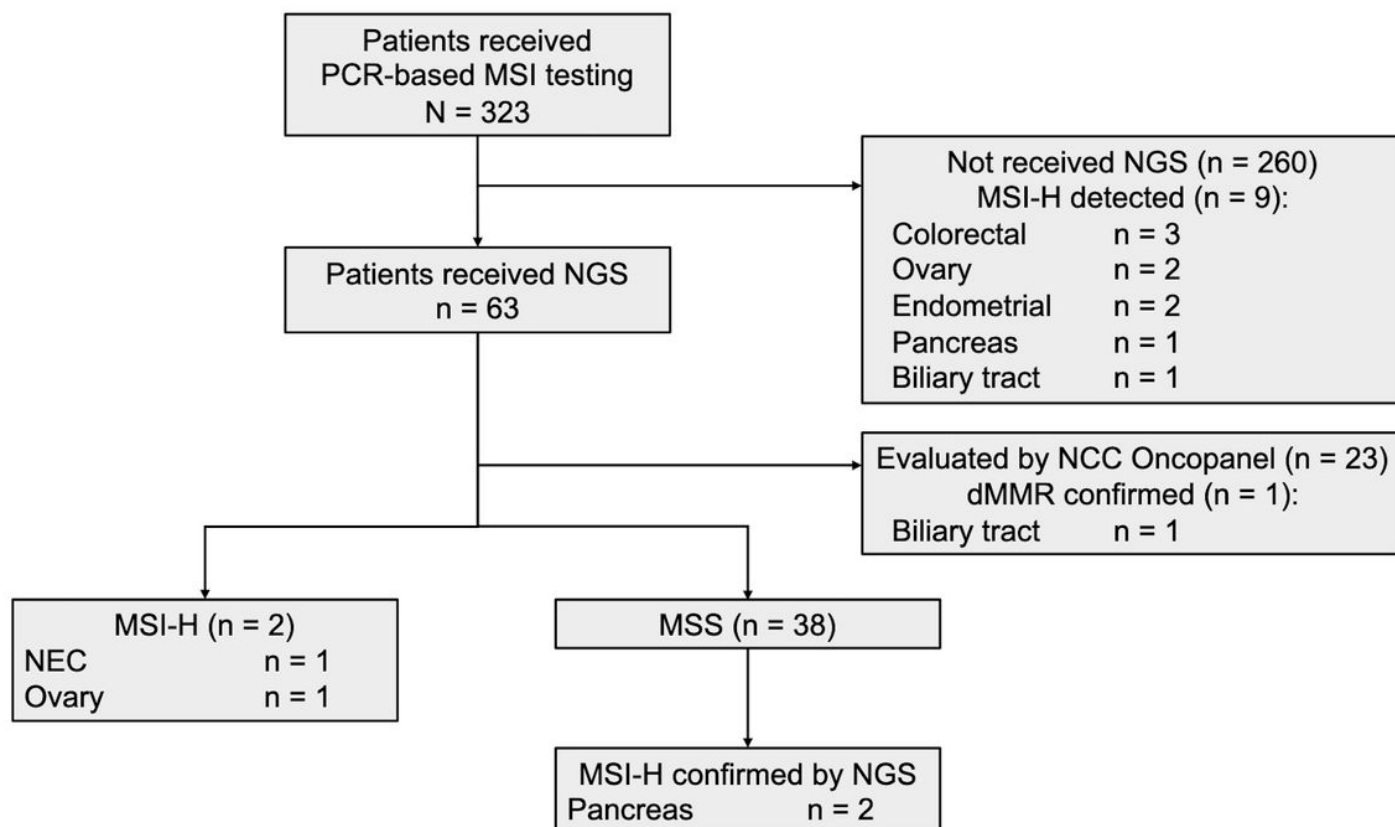 Patients received
PCR-based MSI testing
N = 323
Not received NGS (n = 260)
MSI-H detected (n = 9):
Colorectal n = 3
Ovary n = 2
Endometrial n = 2
Pancreas n = 1
Biliary tract n = 1
Patients received NGS
n = 63
Evaluated by NCC Oncopanel (n = 23)
dMMR confirmed (n = 1):
Biliary tract n = 1
MSI-H (n = 2)
NEC n = 1
Ovary n = 1
MSS (n = 38)
MSI-H confirmed by NGS
Pancreas n = 2